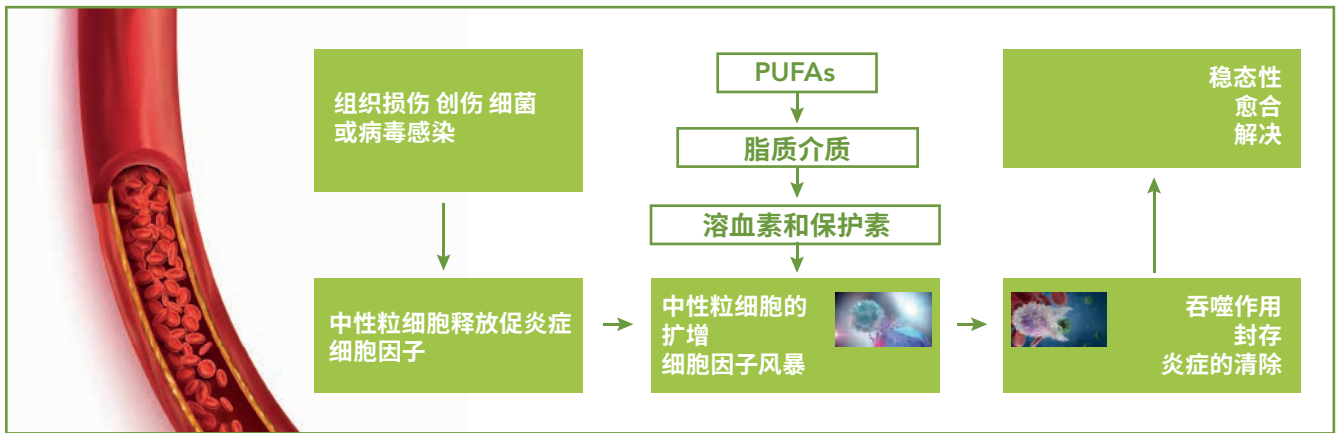 组织损伤 创伤 细菌
或病毒感染
中性粒细胞释放促炎症
细胞因子
PUFAs
脂质介质
溶血素和保护素
中性粒细胞的
扩增
细胞因子风暴
吞噬作用
封存
炎症的清除
稳态性
愈合
解决